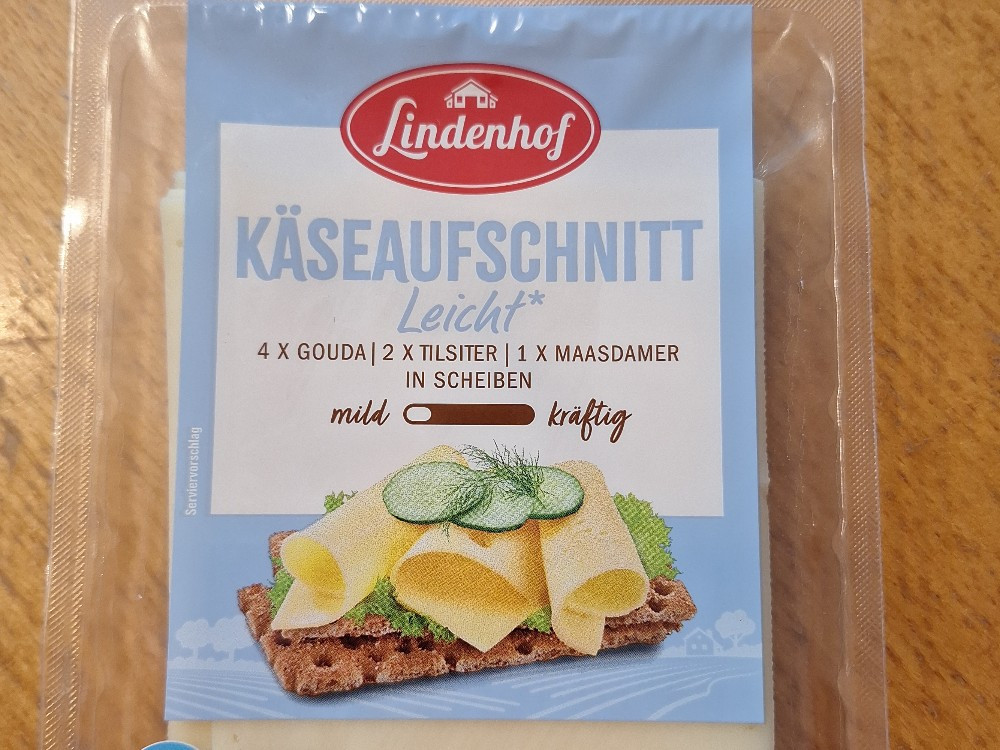 Lindenhof
KÄSEAUFSCHNITT
Leicht*
4 X GOUDA | 2 X TILSITER | 1 X MAASDAMER
IN SCHEIBEN
mild kräftig
Serviervorschlag